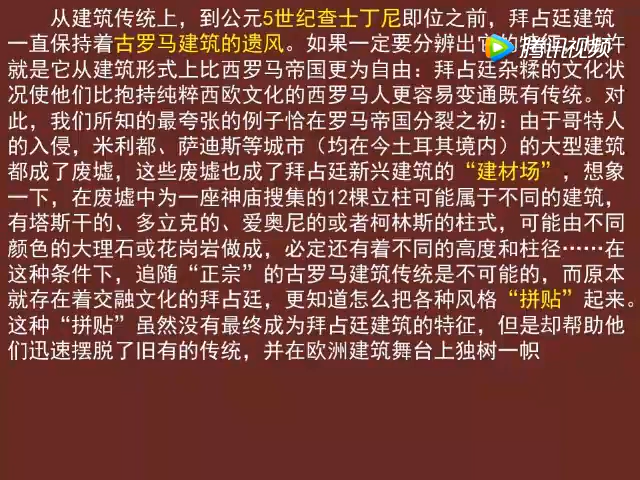 从建筑传统上，到公元5世纪查士丁尼即位之前，拜占廷建筑
一直保持着古罗马建筑的遗风。如果一定要分辨出它的特征，也许
腾讯视频
就是它从建筑形式上比西罗马帝国更为自由：拜占廷杂糅的文化状
况使他们比抱持纯粹西欧文化的西罗马人更容易变通既有传统。对
此，我们所知的最夸张的例子恰在罗马帝国分裂之初：由于哥特人
的入侵，米利都、萨迪斯等城市（均在今土耳其境内）的大型建筑
都成了废墟，这些废墟也成了拜占廷新兴建筑的“建材场”，想象
一下，在废墟中为一座神庙搜集的12棵立柱可能属于不同的建筑，
有塔斯干的、多立克的、爱奥尼的或者柯林斯的柱式，可能由不同
颜色的大理石或花岗岩做成，必定还有着不同的高度和柱径……在
这种条件下，追随“正宗”的古罗马建筑传统是不可能的，而原本
就存在着交融文化的拜占廷，更知道怎么把各种风格“拼贴”起来。
这种“拼贴”虽然没有最终成为拜占廷建筑的特征，但是却帮助他
们迅速摆脱了旧有的传统，并在欧洲建筑舞台上独树一帜